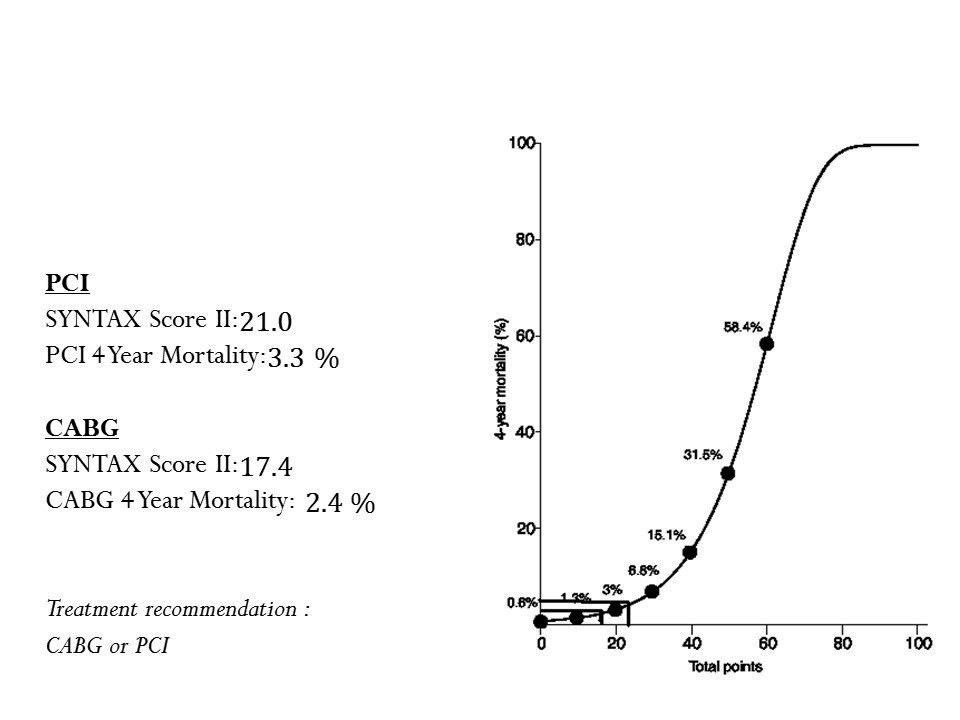 PCI
SYNTAX Score II:21.0
PCI 4 Year Mortality:3.3 %
CABG
SYNTAX Score II:17.4
CABG 4 Year Mortality: 2.4 %
Treatment recommendation :
CABG or PCI
4-year mortality (%)
100
80
60
40
20
58.4%
31.5%
15.1%
6.6%
3%
1.3%
0.6%
0 20 40 60 80 100
Total points